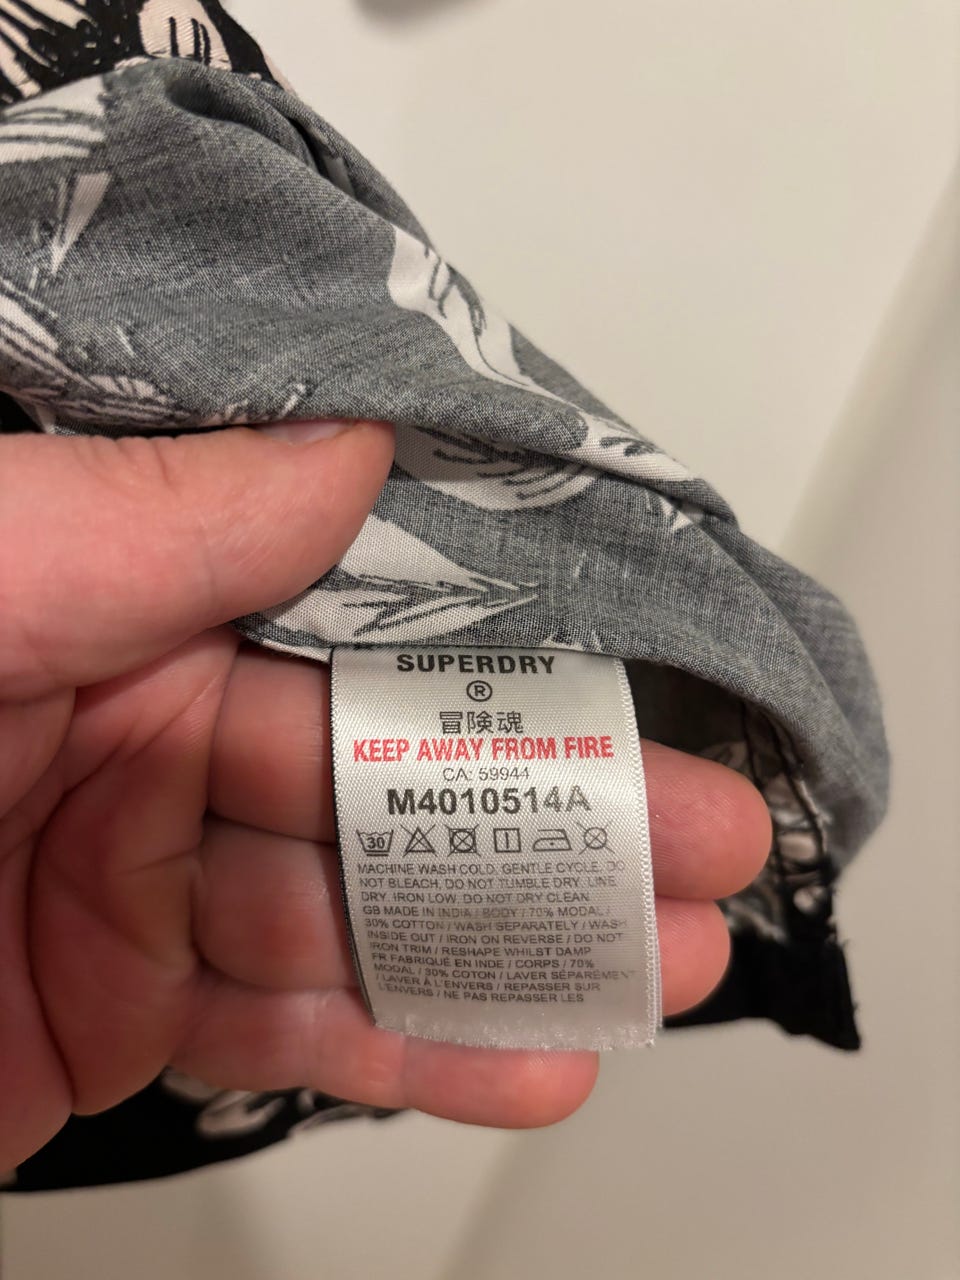 SUPERDRY
®
冒険魂
KEEP AWAY FROM FIRE
CA: 59944
M4010514A
30
MACHINE WASH COLD, GENTLE CYCLE, DO
NOT BLEACH, DO NOT TUMBLE DRY, LINE
DRY, IRON LOW, DO NOT DRY CLEAN
GB MADE IN INDIA / BODY / 70% MODAL /
30% COTTON / WASH SEPARATELY / WASH
INSIDE OUT / IRON ON REVERSE / DO NOT
IRON TRIM / RESHAPE WHILST DAMP
FR FABRIQUÉ EN INDE / CORPS / 70%
MODAL / 30% COTON / LAVER SÉPARÉMENT
/ LAVER À L'ENVERS / REPASSER SUR
L'ENVERS / NE PAS REPASSER LES